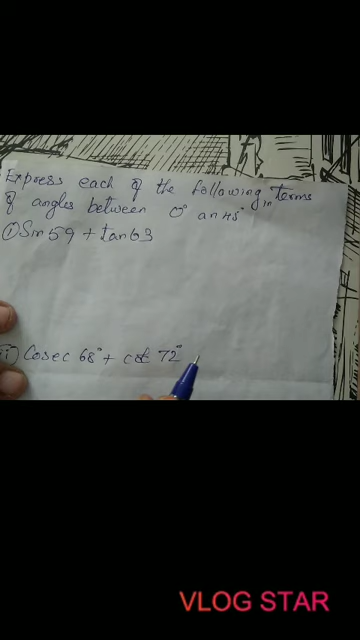 Express each of the following in terms
of angles between 0° an 45°
i) Sin 59 + tan 63
ii) Cosec 68° + cot 72°
VLOG STAR